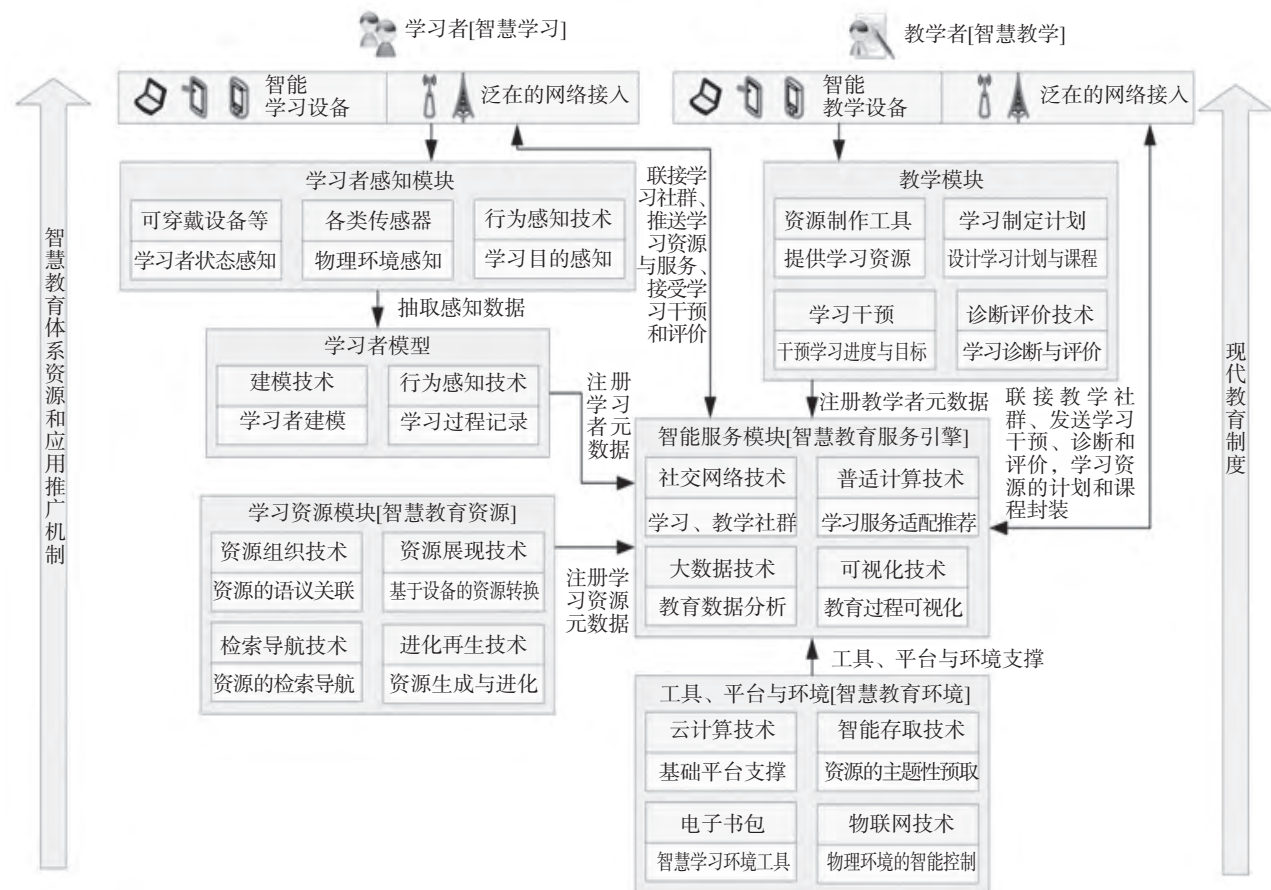 学习者[智慧学习]
教学者[智慧教学]
智能
学习设备
泛在的网络接入
智能
教学设备
泛在的网络接入
智慧教育体系资源和应用推广机制
学习者感知模块
可穿戴设备等
学习者状态感知
各类传感器
物理环境感知
行为感知技术
学习目的感知
联接学
习社群、
推送学
习资源
与服务、
接受学
习干预
和评价
教学模块
资源制作工具
提供学习资源
学习制定计划
设计学习计划与课程
学习干预
干预学习进度与目标
诊断评价技术
学习诊断与评价
现代教育制度
抽取感知数据
学习者模型
建模技术
学习者建模
行为感知技术
学习过程记录
注册
学习
者元
数据
注册教学者元数据
联接教学社
群、发送学习
干预、诊断和
评价，学习资
源的计划和课
程封装
智能服务模块[智慧教育服务引擎]
社交网络技术
学习、教学社群
普适计算技术
学习服务适配推荐
大数据技术
教育数据分析
可视化技术
教育过程可视化
学习资源模块[智慧教育资源]
资源组织技术
资源的语议关联
资源展现技术
基于设备的资源转换
检索导航技术
资源的检索导航
进化再生技术
资源生成与进化
注册学
习资源
元数据
工具、平台与环境支撑
工具、平台与环境[智慧教育环境]
云计算技术
基础平台支撑
智能存取技术
资源的主题性预取
电子书包
智慧学习环境工具
物联网技术
物理环境的智能控制